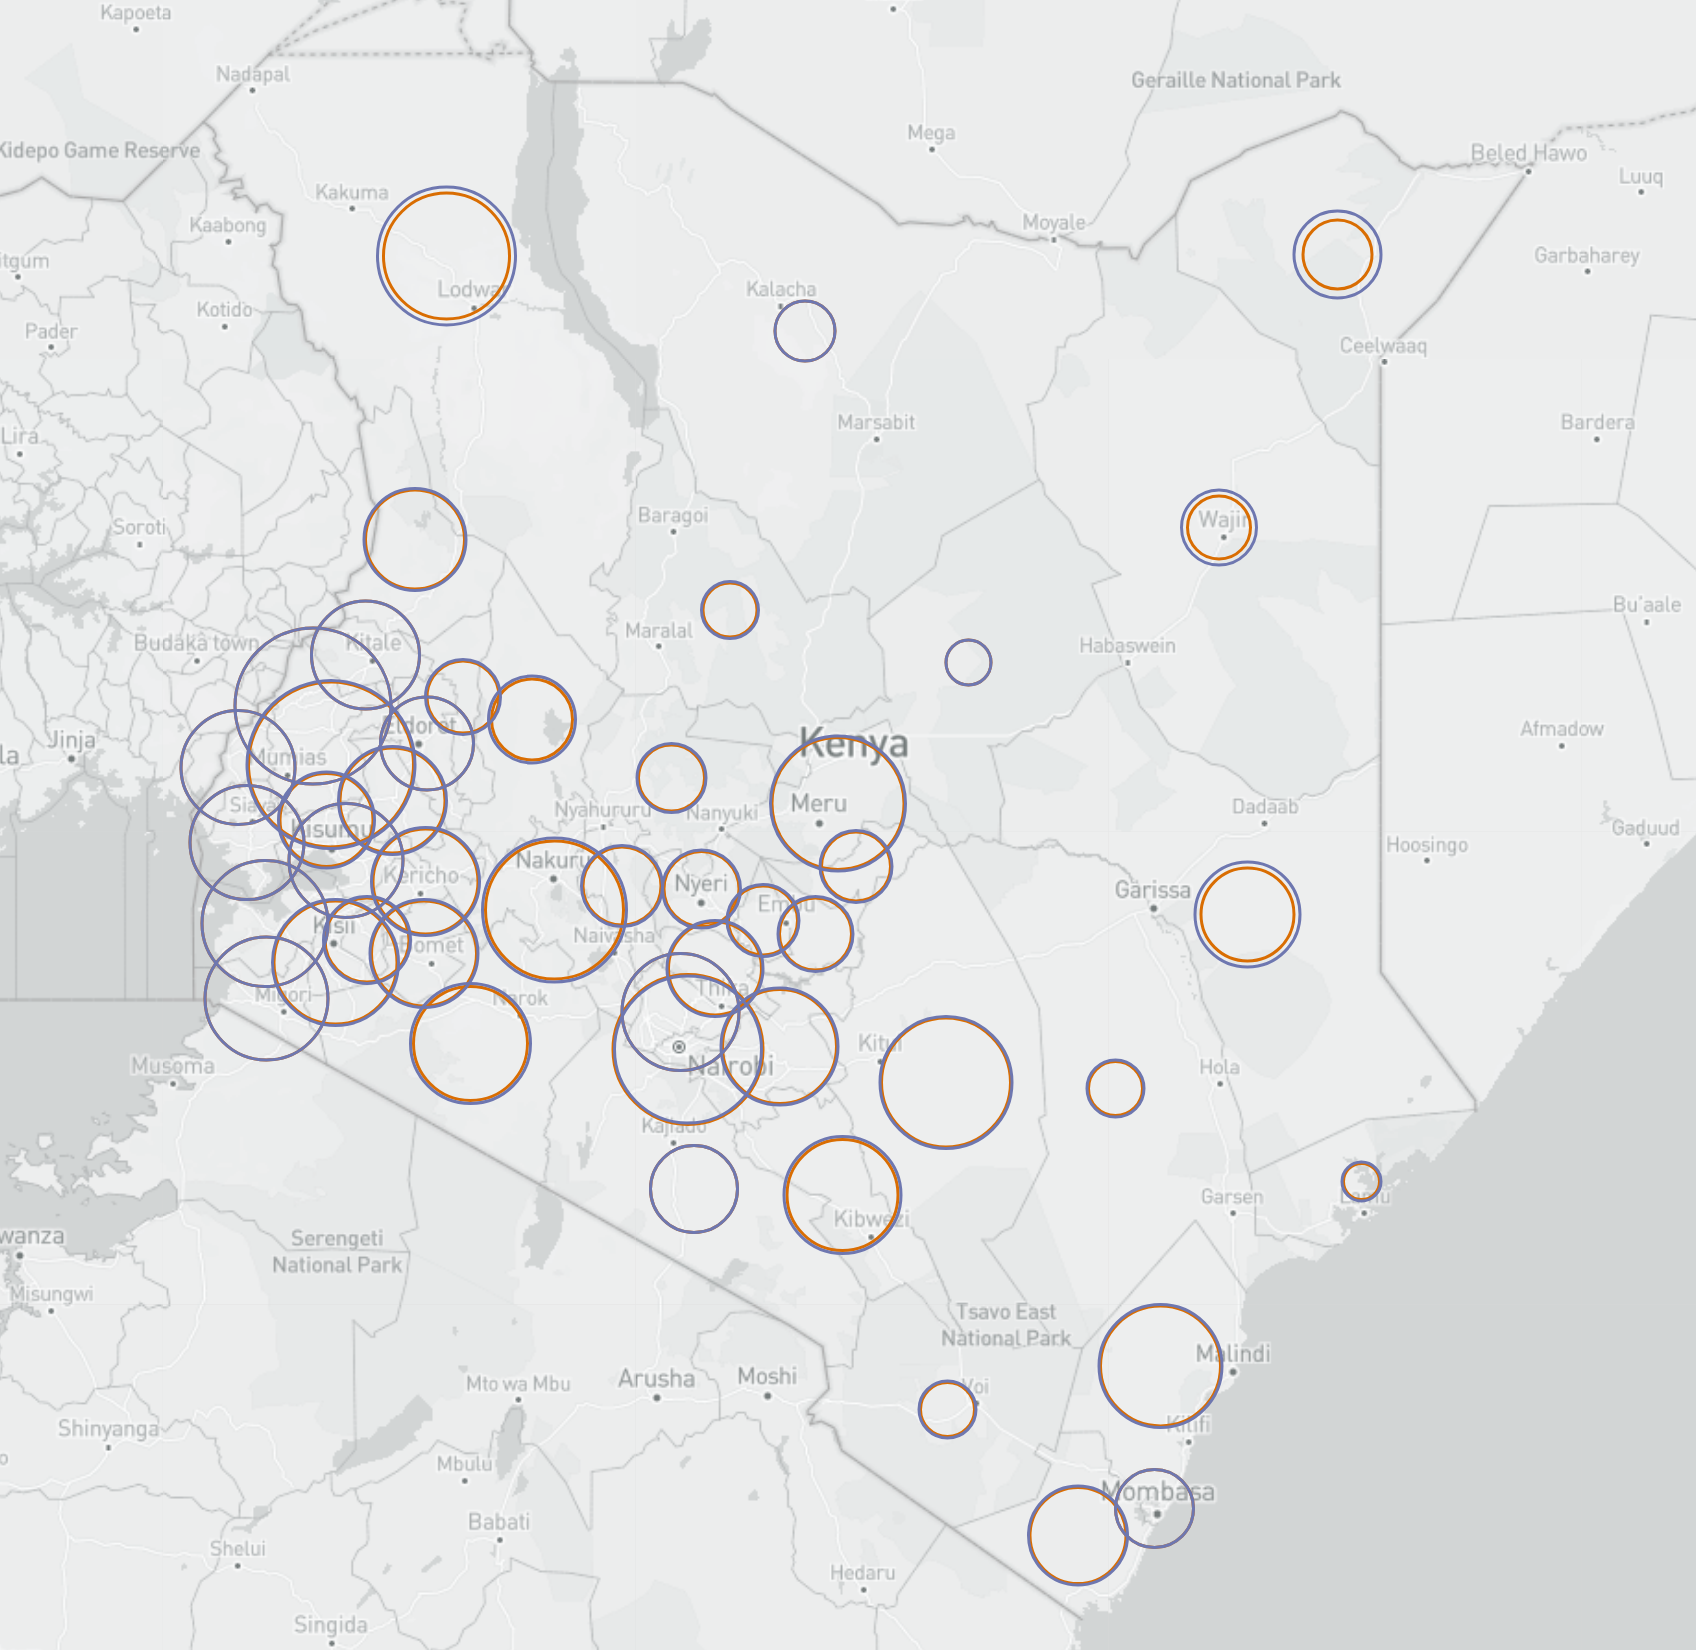 Kapoeta
Nadapal
Geraille National Park
Mega
Kidepo Game Reserve
Beled Hawo
Luuq
Kakuma
Kaabong
Moyale
Garbaharey
itgum
Lodwa
Kalacha
Kotido
Pader
Ceelwaaq
Marsabit
Bardera
Lira
Soroti
Baragoi
Wajir
Bu'aale
Budaka town
Kitale
Maralal
Habaswein
Eldoret
Kenya
Jinja
la
Afmadow
Mumias
Siaya
Nyahururu
Nanyuki
Meru
Dadaab
Gaduud
Kisumu
Hoosingo
Nakuru
Kericho
Nyeri
Garissa
Embu
Kisii
Bomet
Naivasha
Migori
Narok
Thika
Musoma
Nairobi
Kitui
Hola
Kajiado
Lamu
Garsen
Kibwezi
wanza
Serengeti
National Park
Misungwi
Tsavo East
National Park
Malindi
Arusha
Moshi
Mto wa Mbu
Voi
Shinyanga
Kilifi
Mbulu
Mombasa
Babati
Shelui
Hedaru
Singida